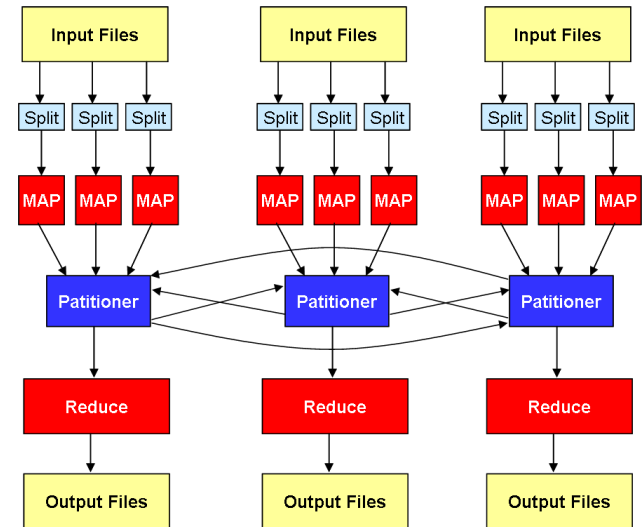 Input Files Input Files Input Files
Split Split Split Split Split Split Split Split Split
MAP MAP MAP MAP MAP MAP MAP MAP MAP
Patitioner Patitioner Patitioner
Reduce Reduce Reduce
Output Files Output Files Output Files